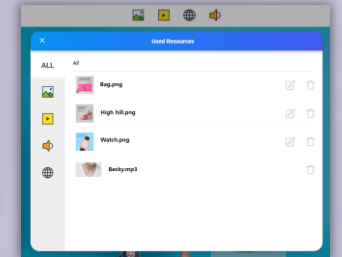 Used Resources
ALL
All
Bag.png
High hill.png
Watch.png
Becky.mp3